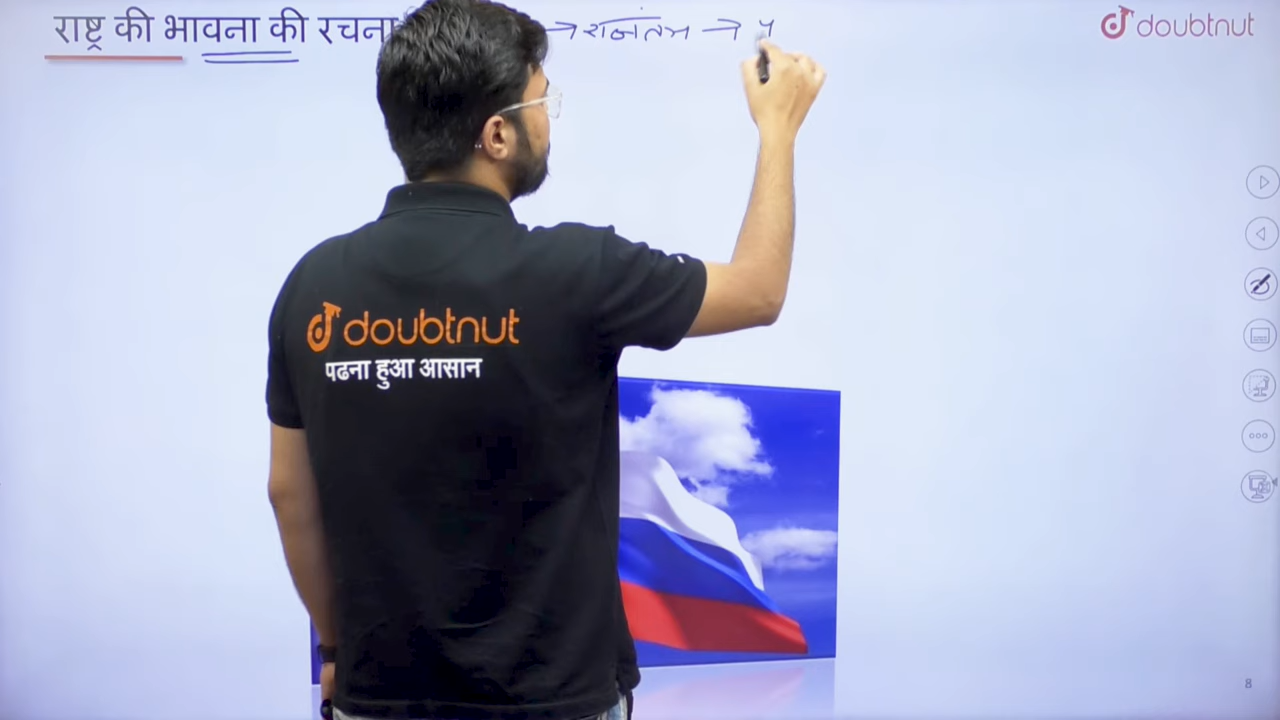 राष्ट्र की भावना की रचना → राजतंत्र →
doubtnut
doubtnut
पढना हुआ आसान
8